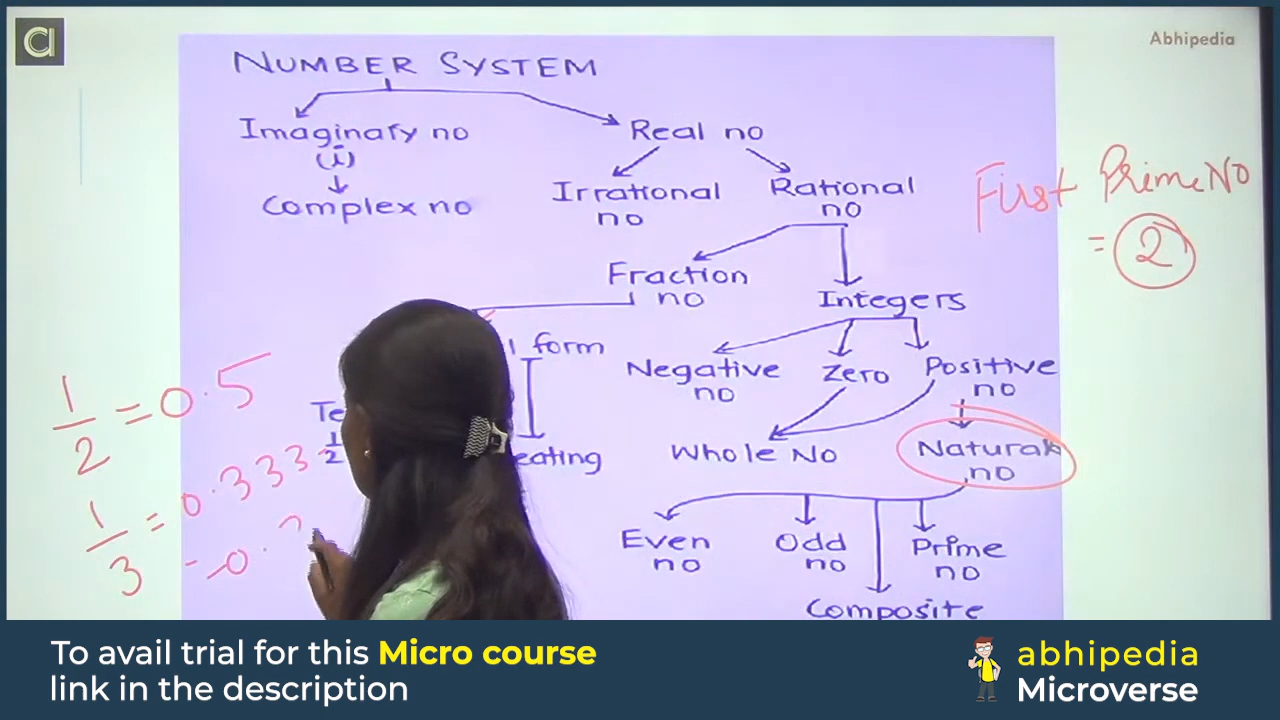 Abhipedia
NUMBER SYSTEM
Imaginary no
(i)
Complex no
Real no
Irrational no
Rational no
First Prime No
= 2
Fraction no
Integers
form
Negative no
Zero
Positive no
1/2 = 0.5
1/2
Whole No
Natural no
1/3 = 0.333
= 0.
Even no
Odd no
Prime no
Composite
To avail trial for this Micro course
link in the description
abhipedia
Microverse